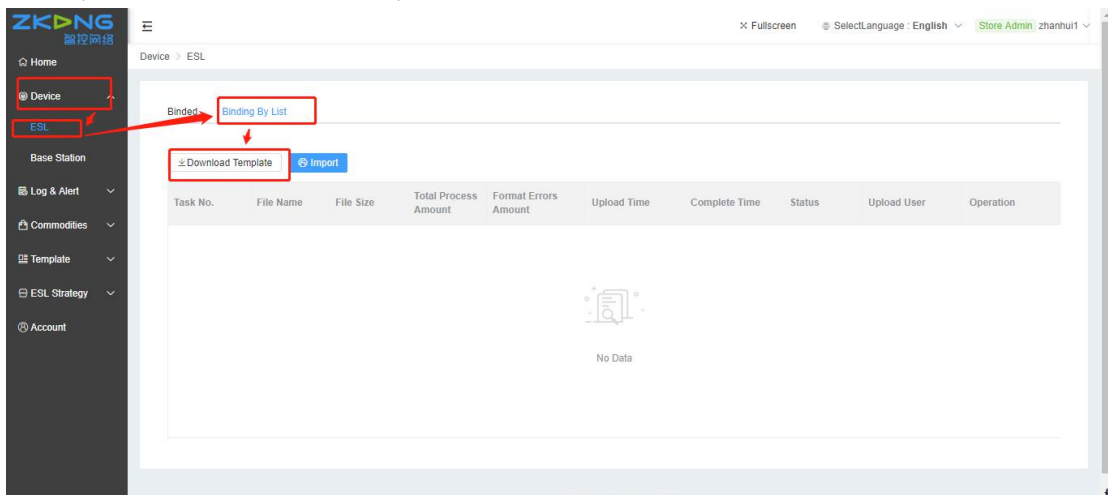 ZKDNG
智控网络
Fullscreen SelectLanguage : English Store Admin zhanhui1
Home
Device > ESL
Device
Binded Binding By List
ESL
Base Station
Download Template Import
Log & Alert
Task No. File Name File Size Total Process Amount Format Errors Amount Upload Time Complete Time Status Upload User Operation
Commodities
Template
ESL Strategy
Account
No Data